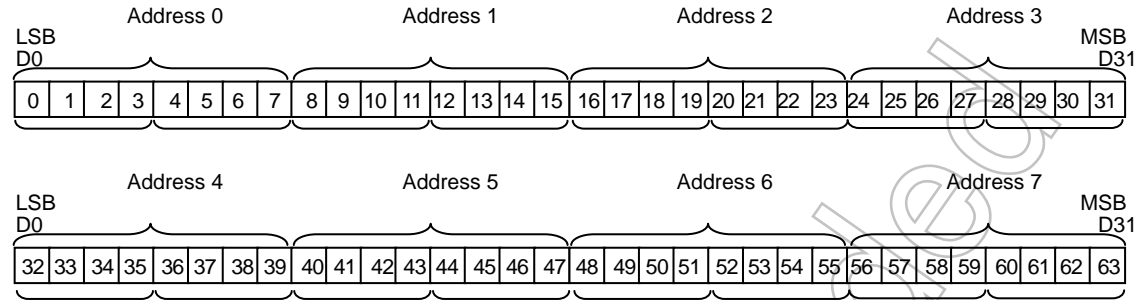 Address 0 Address 1 Address 2 Address 3
LSB MSB
D0 D31
0 1 2 3 4 5 6 7 8 9 10 11 12 13 14 15 16 17 18 19 20 21 22 23 24 25 26 27 28 29 30 31
Address 4 Address 5 Address 6 Address 7
LSB MSB
D0 D31
32 33 34 35 36 37 38 39 40 41 42 43 44 45 46 47 48 49 50 51 52 53 54 55 56 57 58 59 60 61 62 63